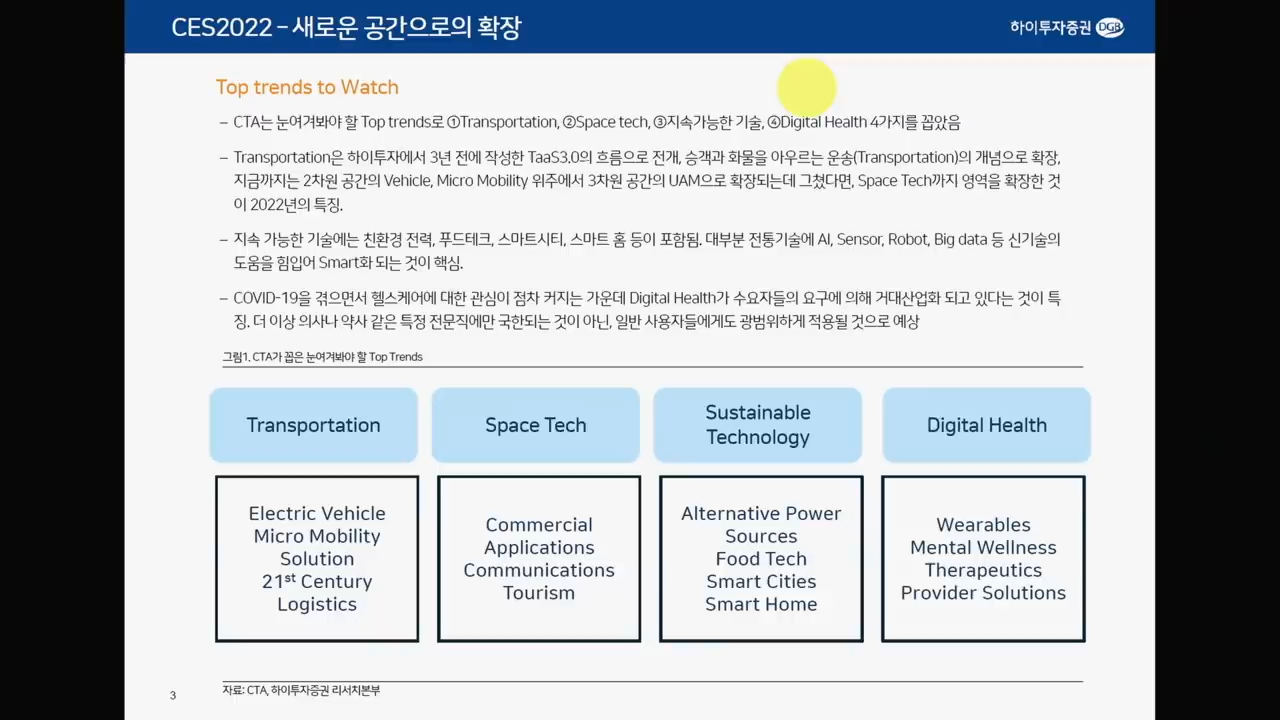 CES2022 – 새로운 공간으로의 확장
하이투자증권 DGB
Top trends to Watch
– CTA는 눈여겨봐야 할 Top trends로 ①Transportation, ②Space tech, ③지속가능한 기술, ④Digital Health 4가지를 꼽았음
– Transportation은 하이투자에서 3년 전에 작성한 TaaS3.0의 흐름으로 전개, 승객과 화물을 아우르는 운송(Transportation)의 개념으로 확장,
지금까지는 2차원 공간의 Vehicle, Micro Mobility 위주에서 3차원 공간의 UAM으로 확장되는데 그쳤다면, Space Tech까지 영역을 확장한 것
이 2022년의 특징.
– 지속 가능한 기술에는 친환경 전력, 푸드테크, 스마트시티, 스마트 홈 등이 포함됨. 대부분 전통기술에 AI, Sensor, Robot, Big data 등 신기술의
도움을 힘입어 Smart화 되는 것이 핵심.
– COVID-19을 겪으면서 헬스케어에 대한 관심이 점차 커지는 가운데 Digital Health가 수요자들의 요구에 의해 거대산업화 되고 있다는 것이 특
징. 더 이상 의사나 약사 같은 특정 전문직에만 국한되는 것이 아닌, 일반 사용자들에게도 광범위하게 적용될 것으로 예상
그림1. CTA가 꼽은 눈여겨봐야 할 Top Trends
Transportation
Electric Vehicle
Micro Mobility
Solution
21st Century
Logistics
Space Tech
Commercial
Applications
Communications
Tourism
Sustainable
Technology
Alternative Power
Sources
Food Tech
Smart Cities
Smart Home
Digital Health
Wearables
Mental Wellness
Therapeutics
Provider Solutions
자료: CTA, 하이투자증권 리서치본부
3